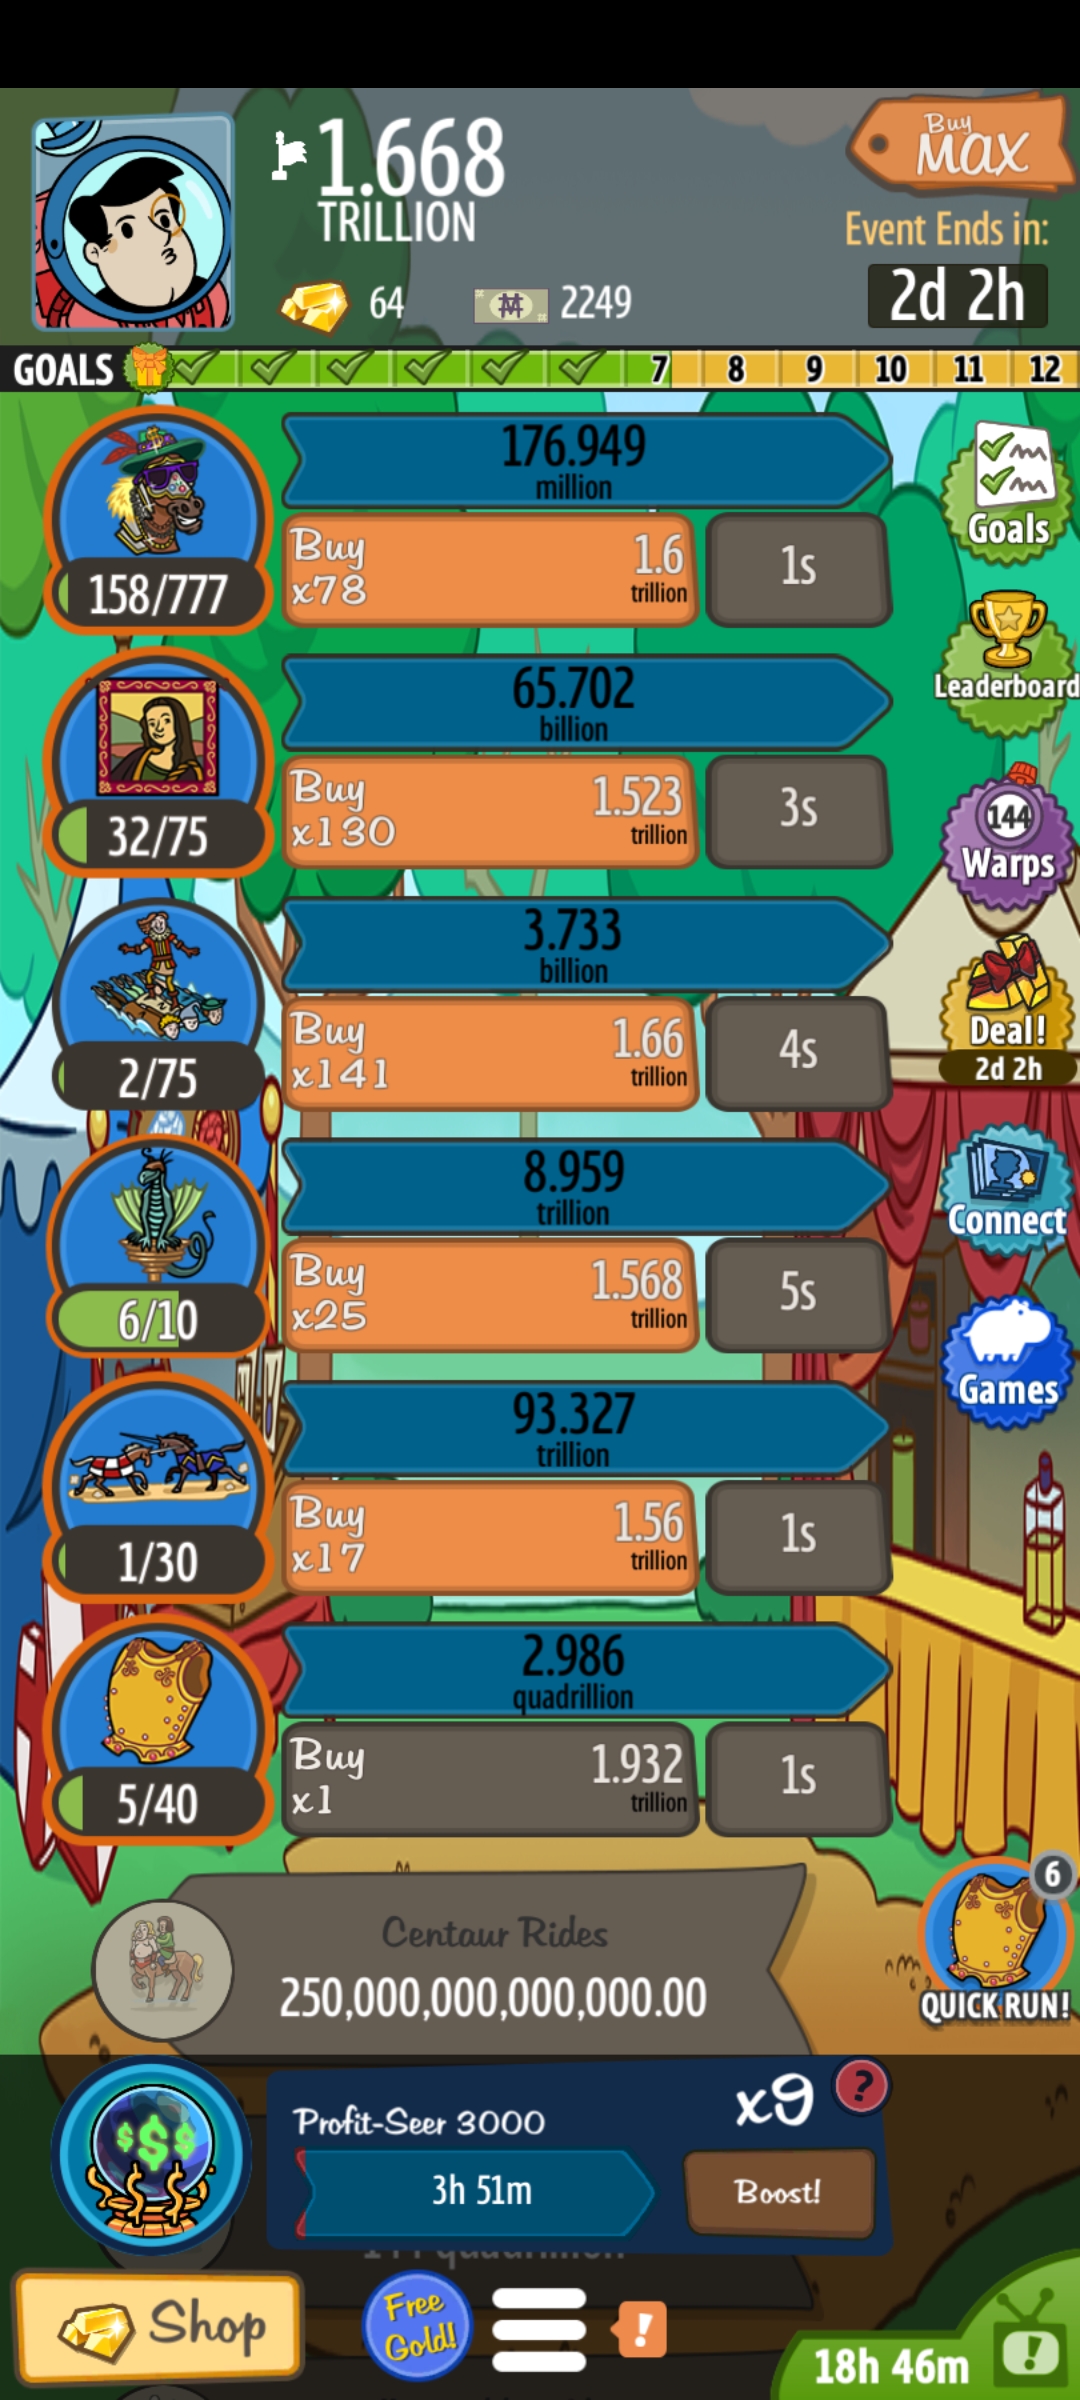 1.668
TRILLION
64
2249
Buy
MAX
Event Ends in:
2d 2h
GOALS
7
8
9
10
11
12
176.949
million
Buy
x78
1.6
trillion
1s
158/777
65.702
billion
Buy
x130
1.523
trillion
3s
32/75
3.733
billion
Buy
x141
1.66
trillion
4s
2/75
8.959
trillion
Buy
x25
1.568
trillion
5s
6/10
93.327
trillion
Buy
x17
1.56
trillion
1s
1/30
2.986
quadrillion
Buy
x1
1.932
trillion
1s
5/40
Goals
Leaderboard
144
Warps
Deal!
2d 2h
Connect
Games
Centaur Rides
250,000,000,000,000.00
6
QUICK RUN!
$$$
Profit-Seer 3000
x9
?
3h 51m
Boost!
Shop
Free
Gold!
!
18h 46m
!